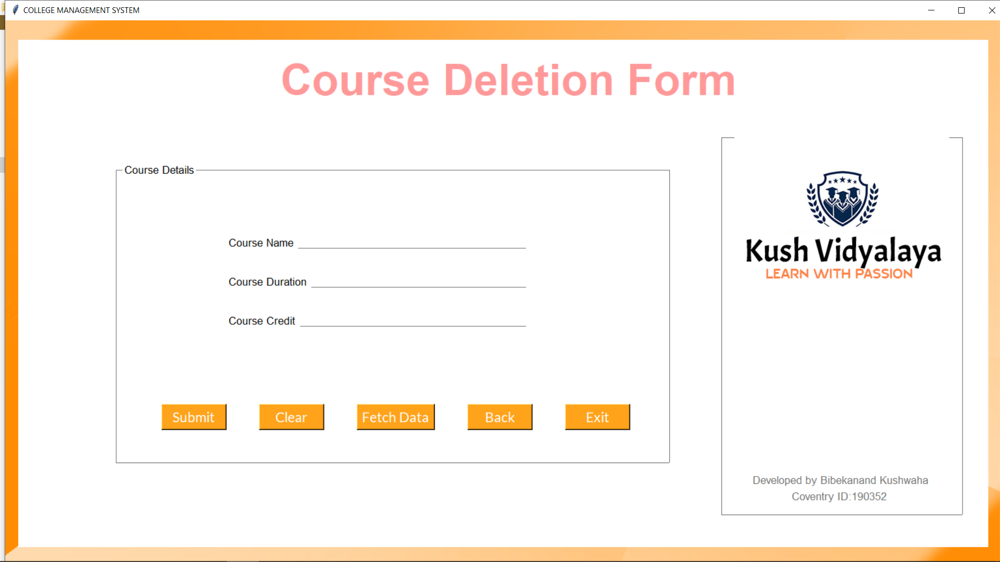 COLLEGE MANAGEMENT SYSTEM
Course Deletion Form
Course Details
Course Name
Course Duration
Course Credit
Submit Clear Fetch Data Back Exit
Kush Vidyalaya
LEARN WITH PASSION
Developed by Bibekanand Kushwaha
Coventry ID:190352